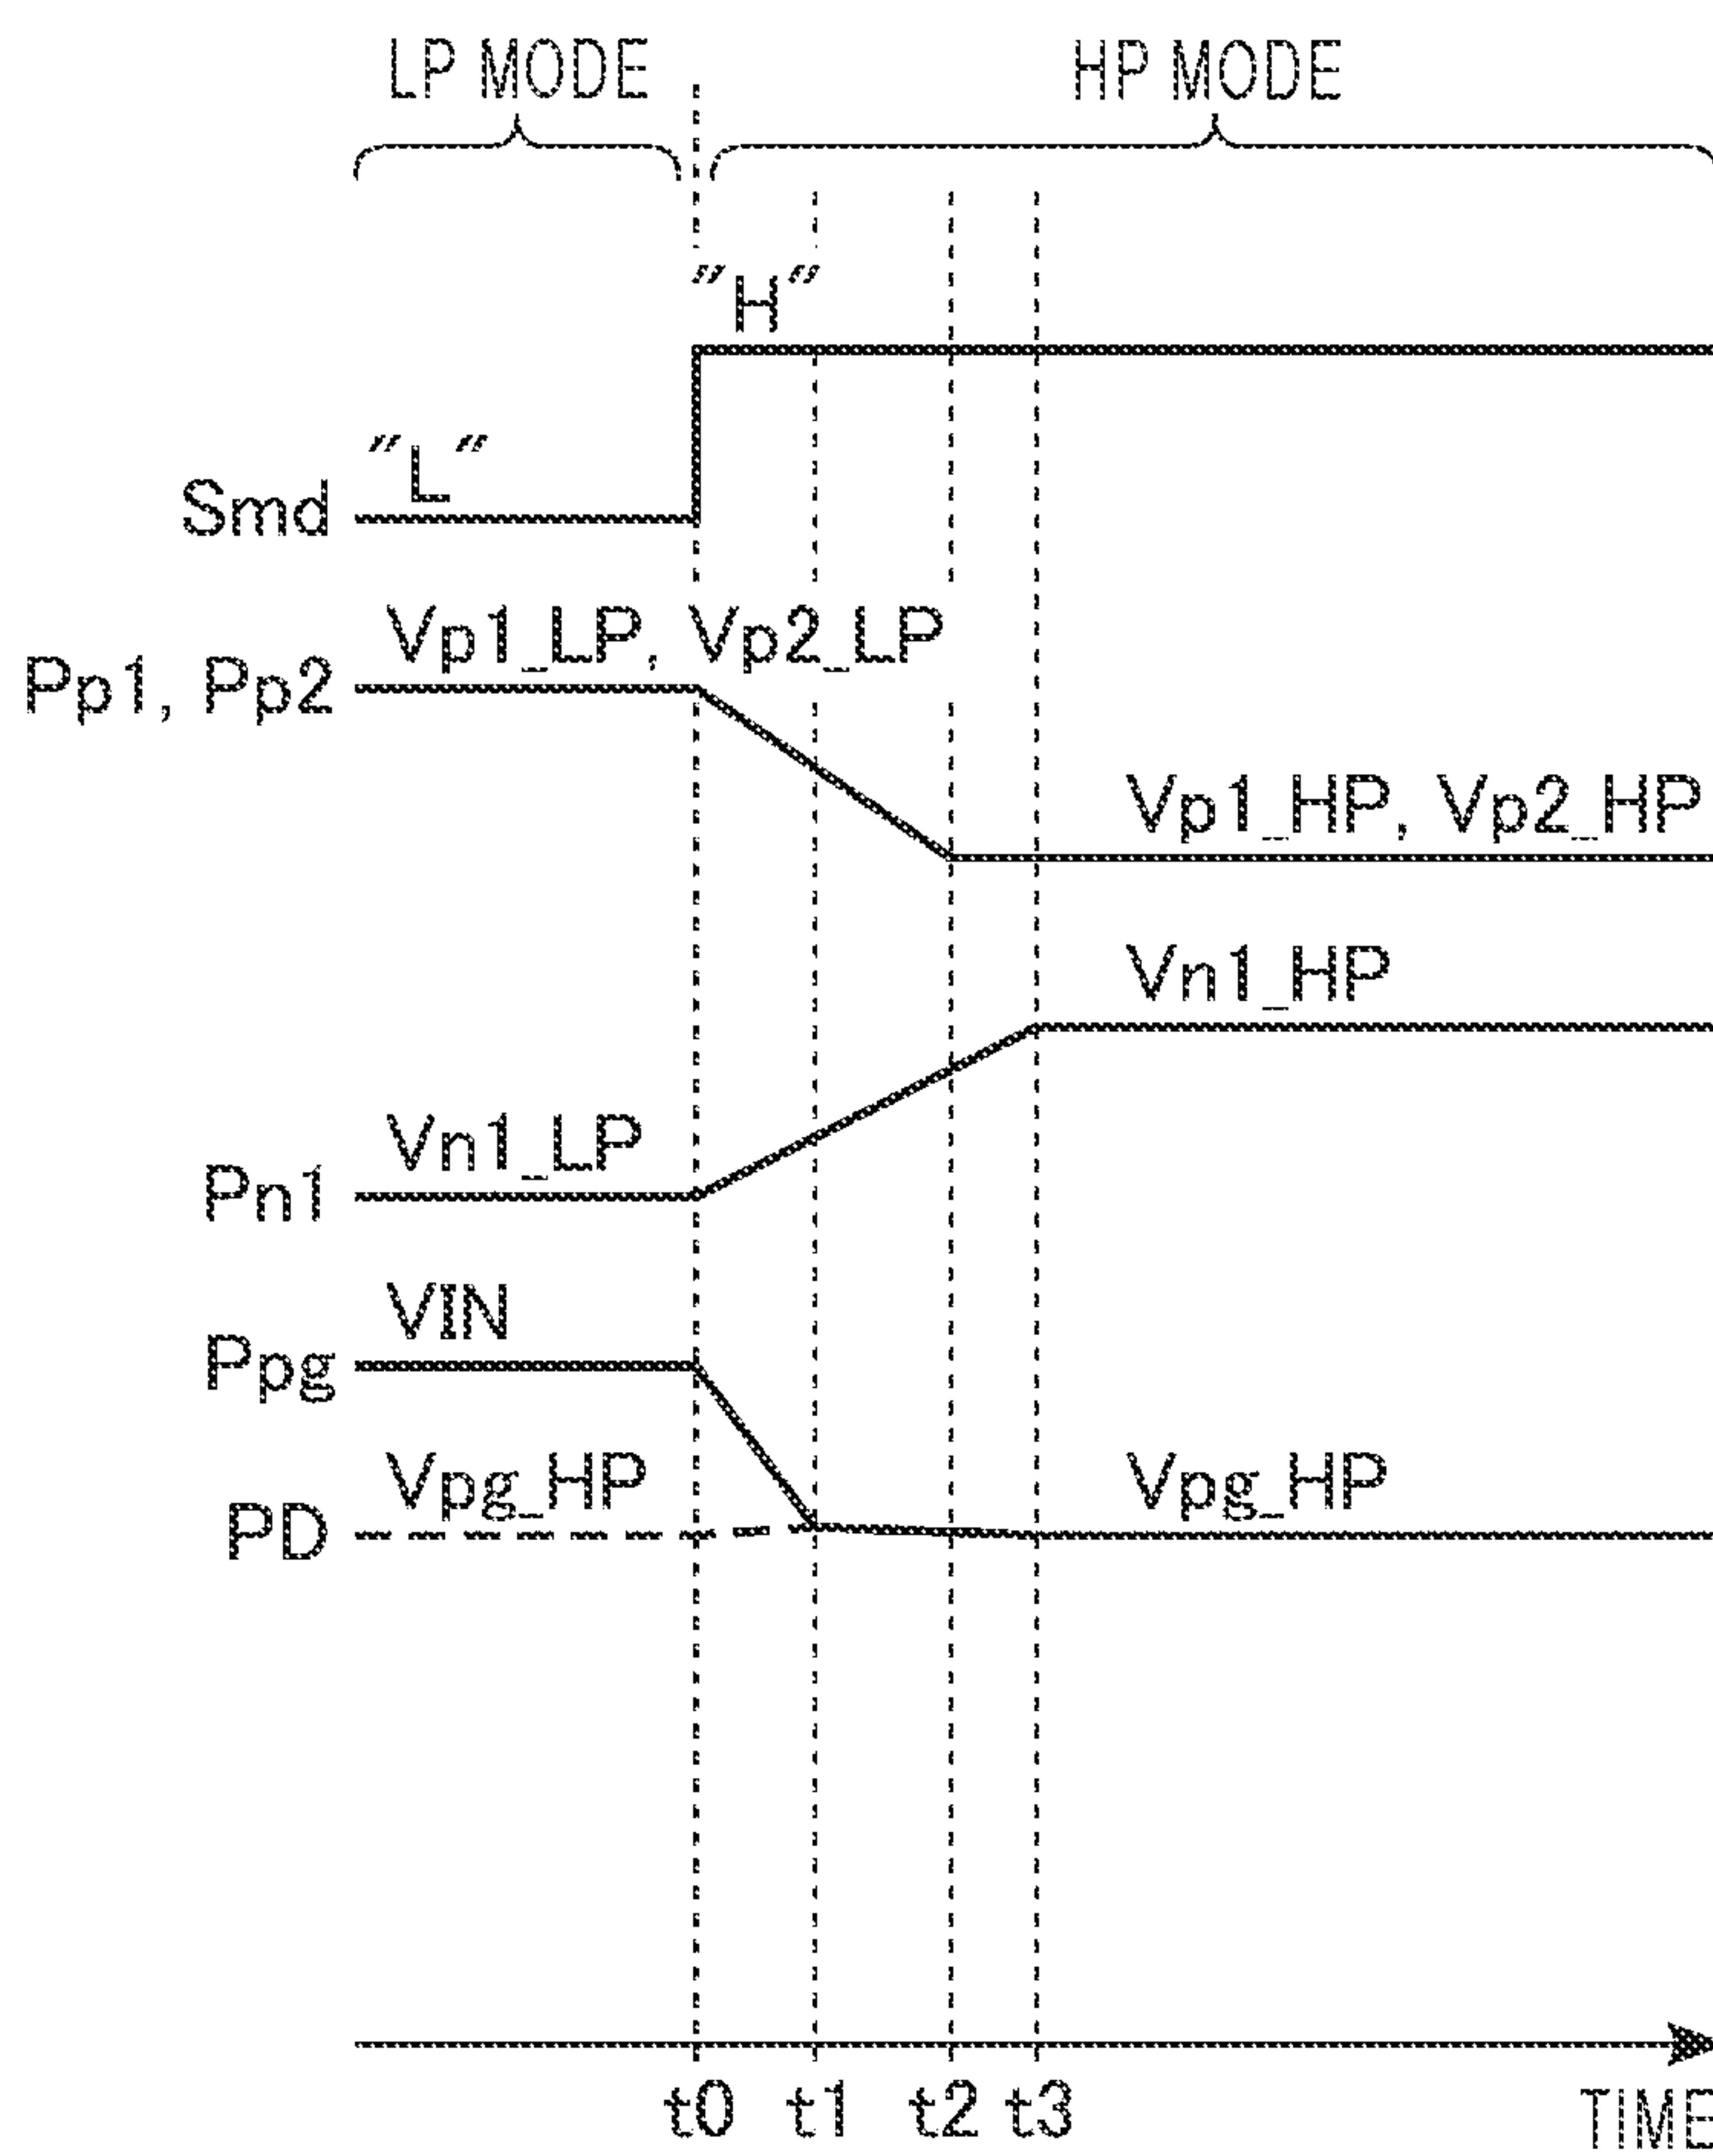 LP MODE HP MODE
"H"
"L"
Smd
Vp1_LP, Vp2_LP
Pp1, Pp2
Vp1_HP, Vp2_HP
Vn1_HP
Vn1_LP
Pn1
VIN
Ppg
Vpg_HP Vpg_HP
PD
t0 t1 t2 t3 TIME